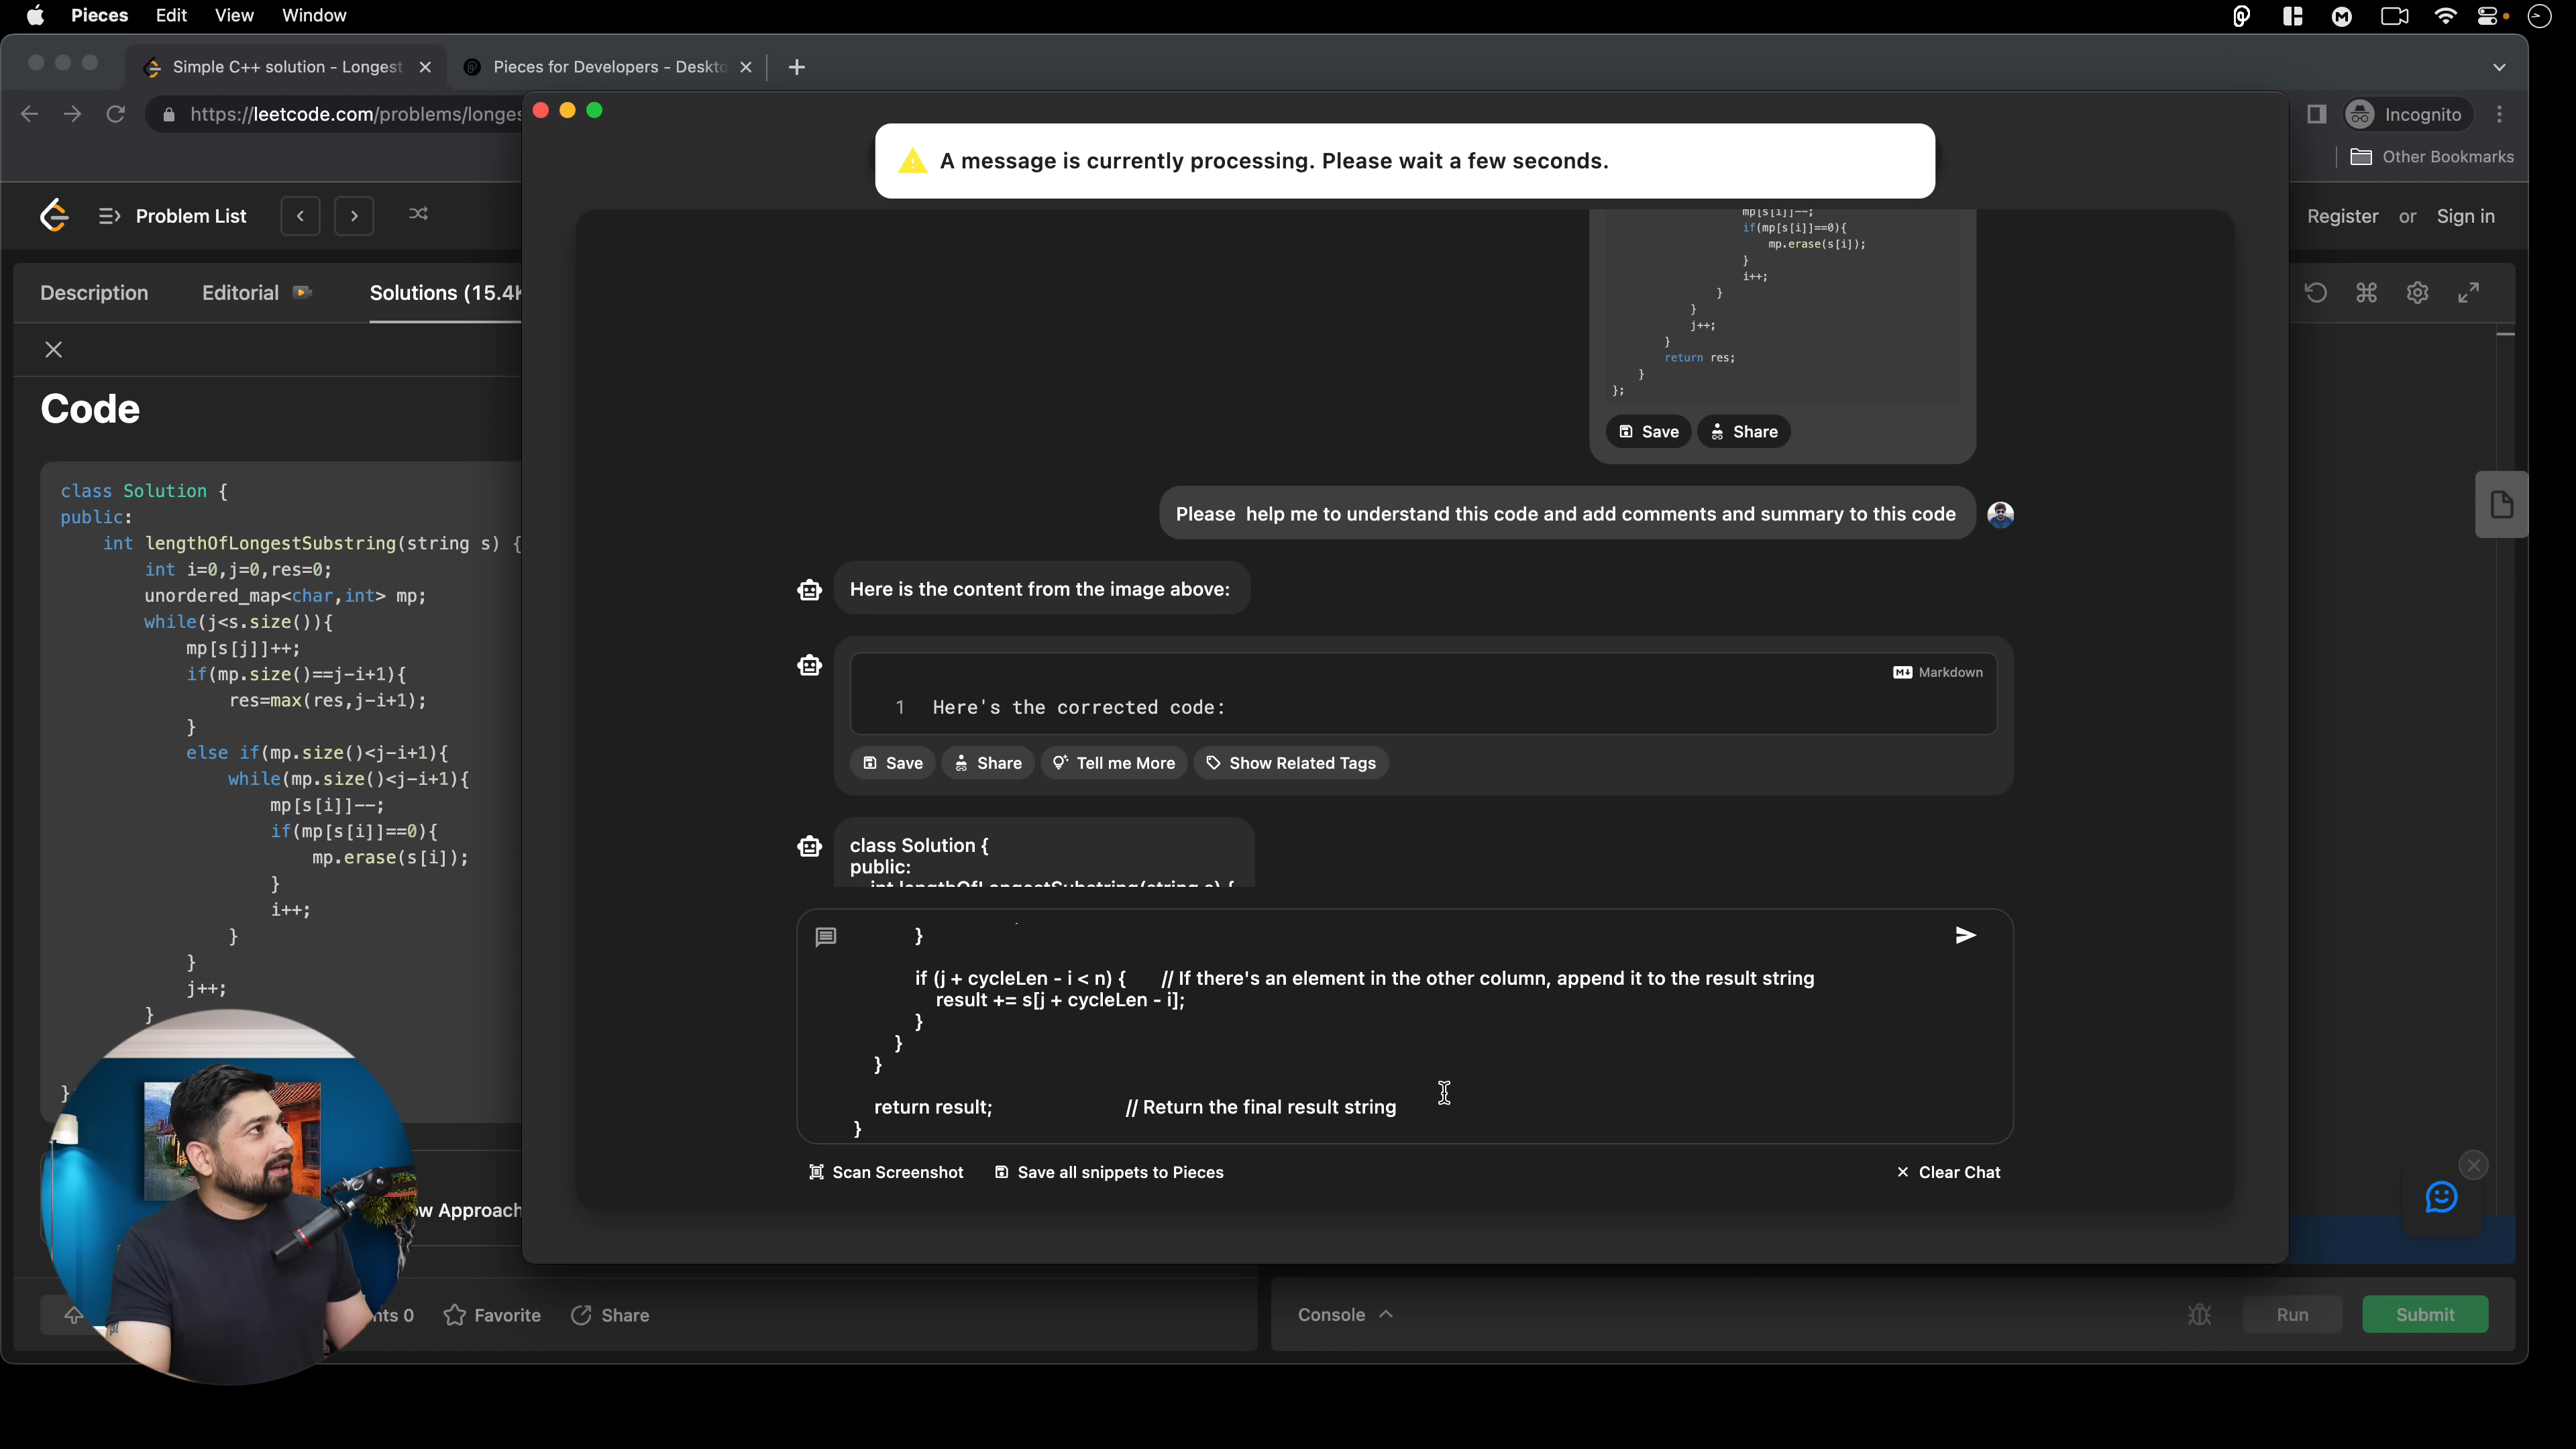 Pieces Edit View Window
Simple C++ solution - Longest
Pieces for Developers - Deskto
https://leetcode.com/problems/longes
Incognito
Other Bookmarks
A message is currently processing. Please wait a few seconds.
Problem List
Register or Sign in
Description Editorial Solutions (15.4K
Code
class Solution {
public:
int lengthOfLongestSubstring(string s) {
int i=0,j=0,res=0;
unordered_map<char,int> mp;
while(j<s.size()){
mp[s[j]]++;
if(mp.size()==j-i+1){
res=max(res,j-i+1);
}
else if(mp.size()<j-i+1){
while(mp.size()<j-i+1){
mp[s[i]]--;
if(mp[s[i]]==0){
mp.erase(s[i]);
}
i++;
}
}
j++;
}
};
ow Approach
nts 0 Favorite Share
mp[s[i]]--;
if(mp[s[i]]==0){
mp.erase(s[i]);
}
i++;
}
}
j++;
}
return res;
}
};
Save Share
Please help me to understand this code and add comments and summary to this code
Here is the content from the image above:
Markdown
1 Here's the corrected code:
Save Share Tell me More Show Related Tags
class Solution {
public:
int lengthOfLongestSubstring(string s) {
}
if (j + cycleLen - i < n) { // If there's an element in the other column, append it to the result string
result += s[j + cycleLen - i];
}
}
}
return result; // Return the final result string
}
Scan Screenshot Save all snippets to Pieces Clear Chat
Console Run Submit